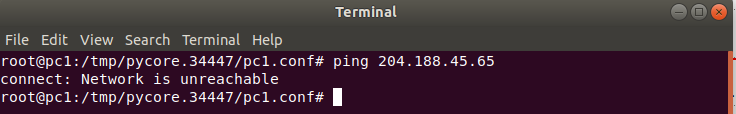 Terminal
File Edit View Search Terminal Help
root@pc1:/tmp/pycore.34447/pc1.conf# ping 204.188.45.65
connect: Network is unreachable
root@pc1:/tmp/pycore.34447/pc1.conf#